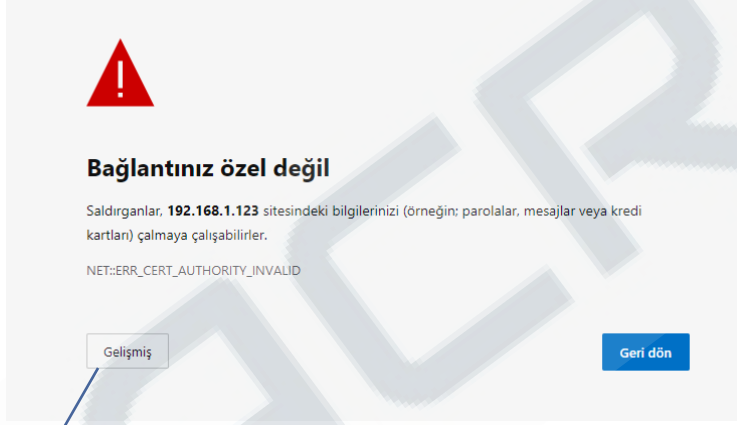 Bağlantınız özel değil
Saldırganlar, 192.168.1.123 sitesindeki bilgilerinizi (örneğin; parolalar, mesajlar veya kredi
kartları) çalmaya çalışabilirler.
NET::ERR_CERT_AUTHORITY_INVALID
Gelişmiş
Geri dön
ACR